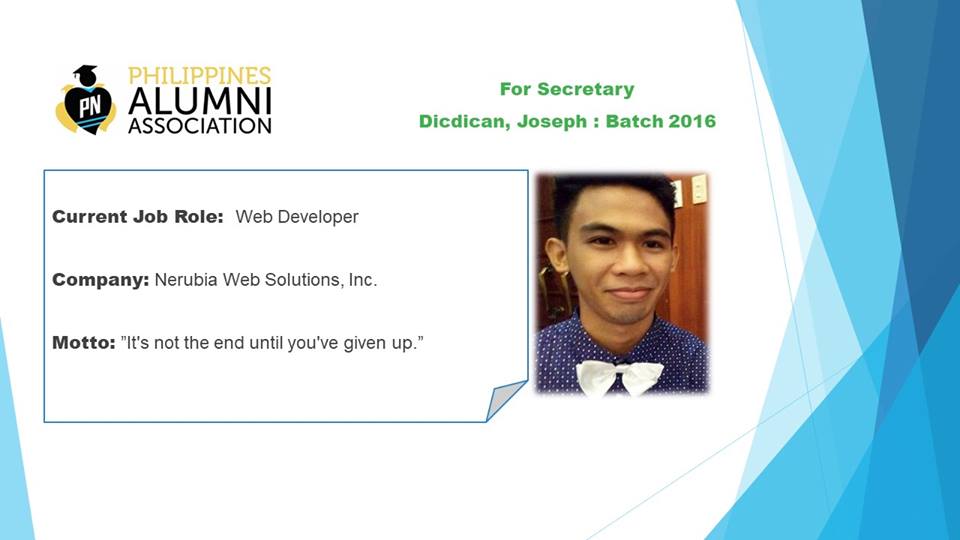 PHILIPPINES
ALUMNI
ASSOCIATION
PN
For Secretary
Dicdican, Joseph : Batch 2016
Current Job Role: Web Developer
Company: Nerubia Web Solutions, Inc.
Motto: ”It's not the end until you've given up.”